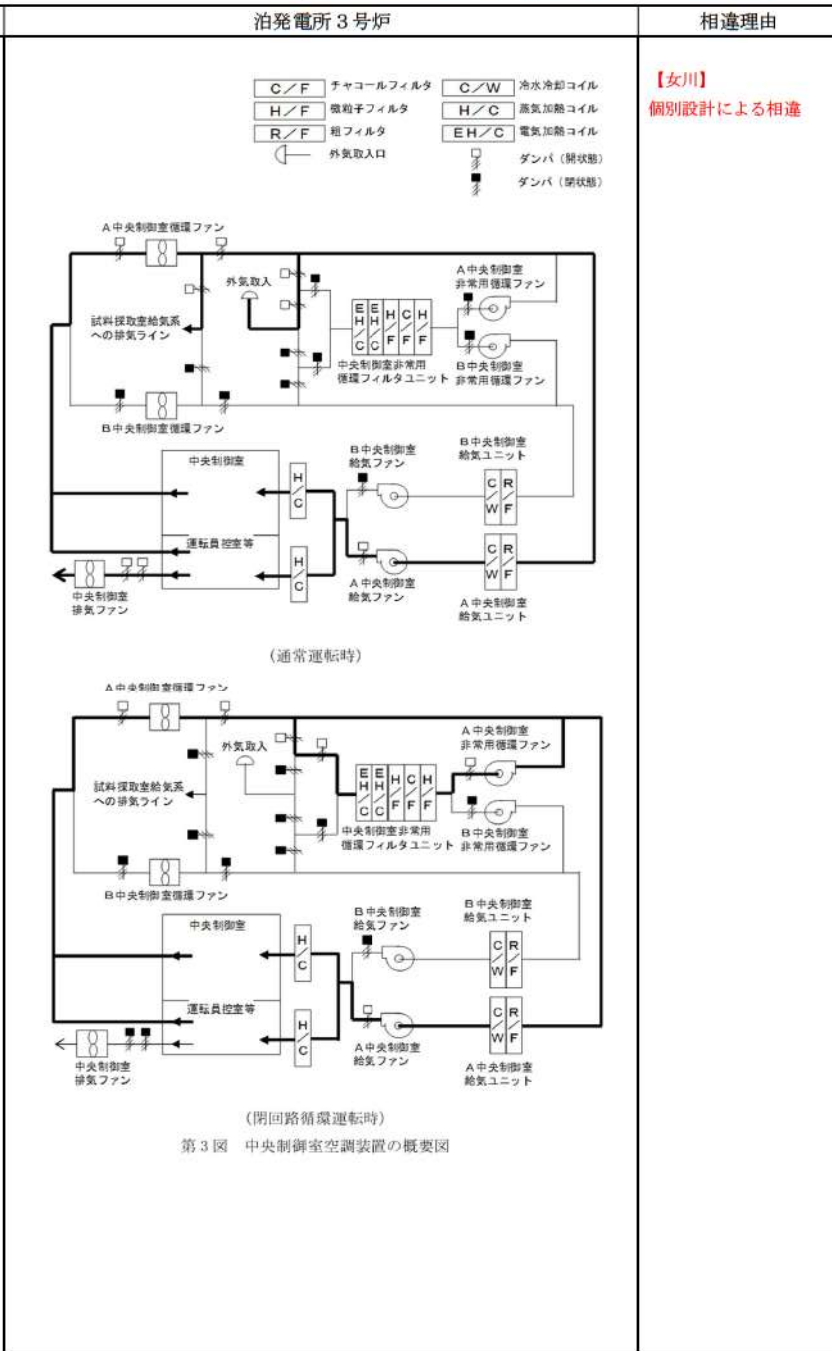 泊発電所3号炉
相違理由
【女川】
個別設計による相違
C／F チャコールフィルタ
C／W 冷水冷却コイル
H／F 微粒子フィルタ
H／C 蒸気加熱コイル
R／F 粗フィルタ
EH／C 電気加熱コイル
外気取入口
ダンパ（開状態）
ダンパ（閉状態）
A中央制御室循環ファン
外気取入
A中央制御室
非常用循環ファン
試料採取室給気系
への排気ライン
EH／C
EH／C
H／F
C／F
H／F
中央制御室非常用
循環フィルタユニット
B中央制御室
非常用循環ファン
B中央制御室循環ファン
中央制御室
H／C
B中央制御室
給気ファン
B中央制御室
給気ユニット
C／W
R／F
運転員控室等
H／C
C／W
R／F
中央制御室
排気ファン
A中央制御室
給気ファン
A中央制御室
給気ユニット
(通常運転時)
A中央制御室循環ファン
外気取入
A中央制御室
非常用循環ファン
試料採取室給気系
への排気ライン
EH／C
EH／C
H／F
C／F
H／F
中央制御室非常用
循環フィルタユニット
B中央制御室
非常用循環ファン
B中央制御室循環ファン
中央制御室
H／C
B中央制御室
給気ファン
B中央制御室
給気ユニット
C／W
R／F
運転員控室等
H／C
C／W
R／F
中央制御室
排気ファン
A中央制御室
給気ファン
A中央制御室
給気ユニット
(閉回路循環運転時)
第3図 中央制御室空調装置の概要図